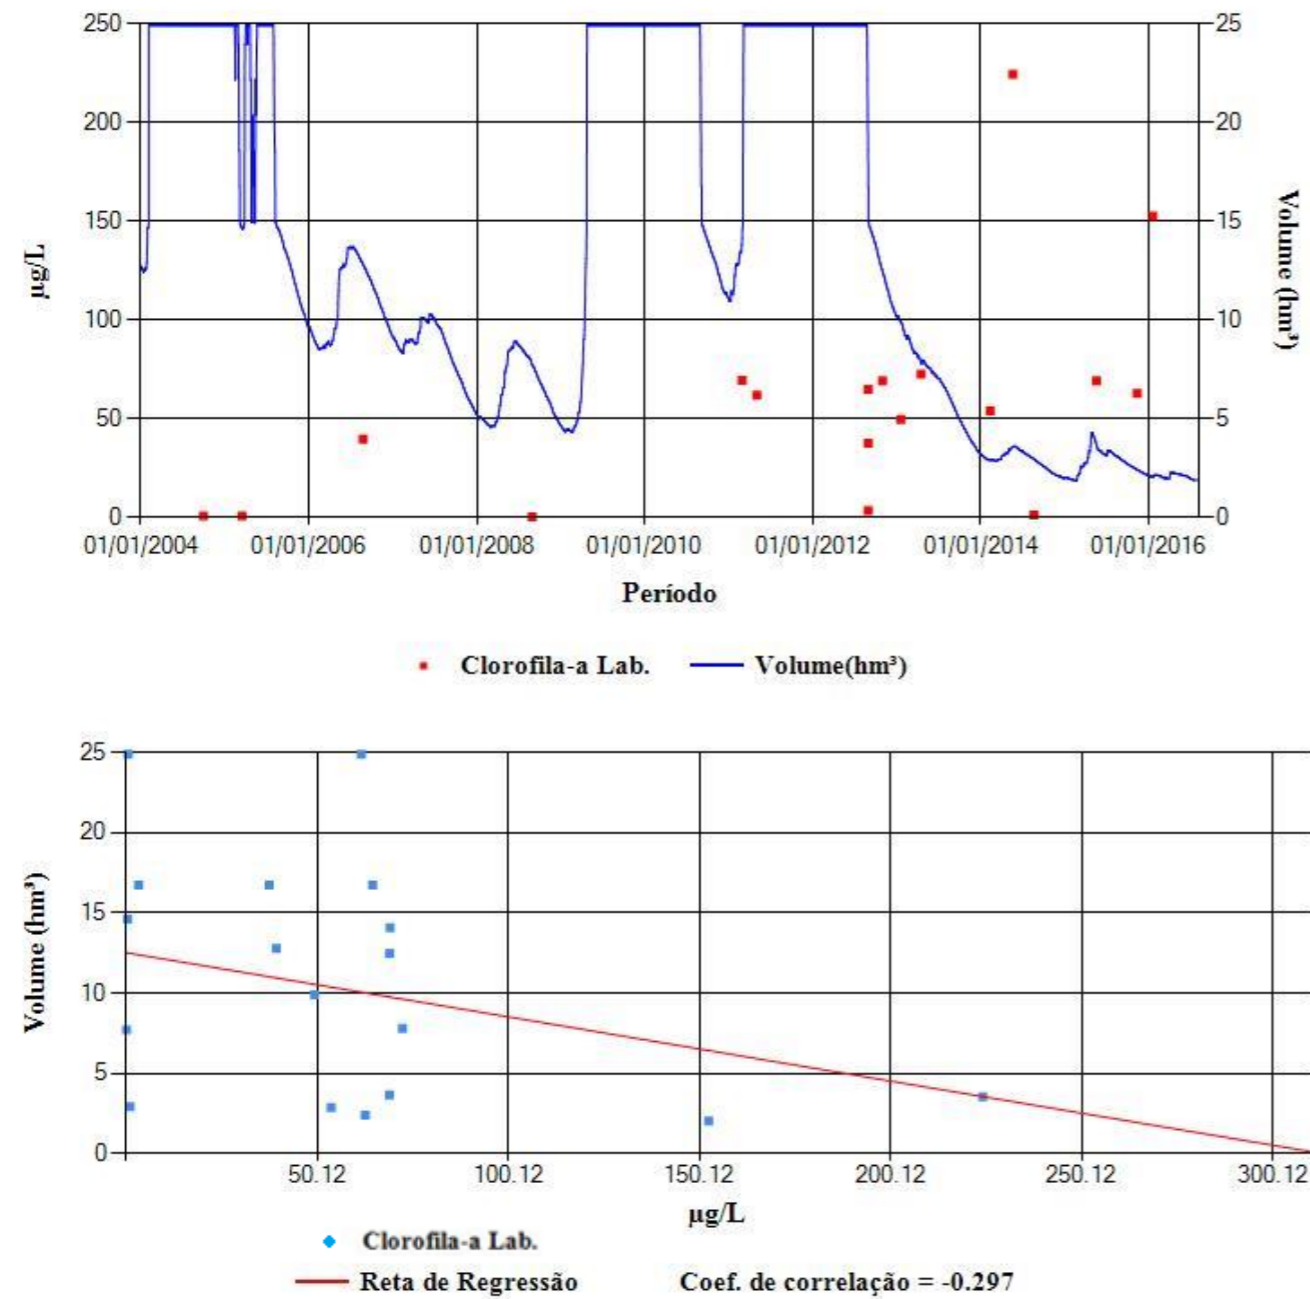 250
25
200
20
150
15
100
10
50
5
0
0
µg/L
Volume (hm³)
01/01/2004 01/01/2006 01/01/2008 01/01/2010 01/01/2012 01/01/2014 01/01/2016
Período
Clorofila-a Lab. Volume(hm³)
25
20
15
10
5
0
Volume (hm³)
50.12 100.12 150.12 200.12 250.12 300.12
µg/L
Clorofila-a Lab.
Reta de Regressão Coef. de correlação = -0.297